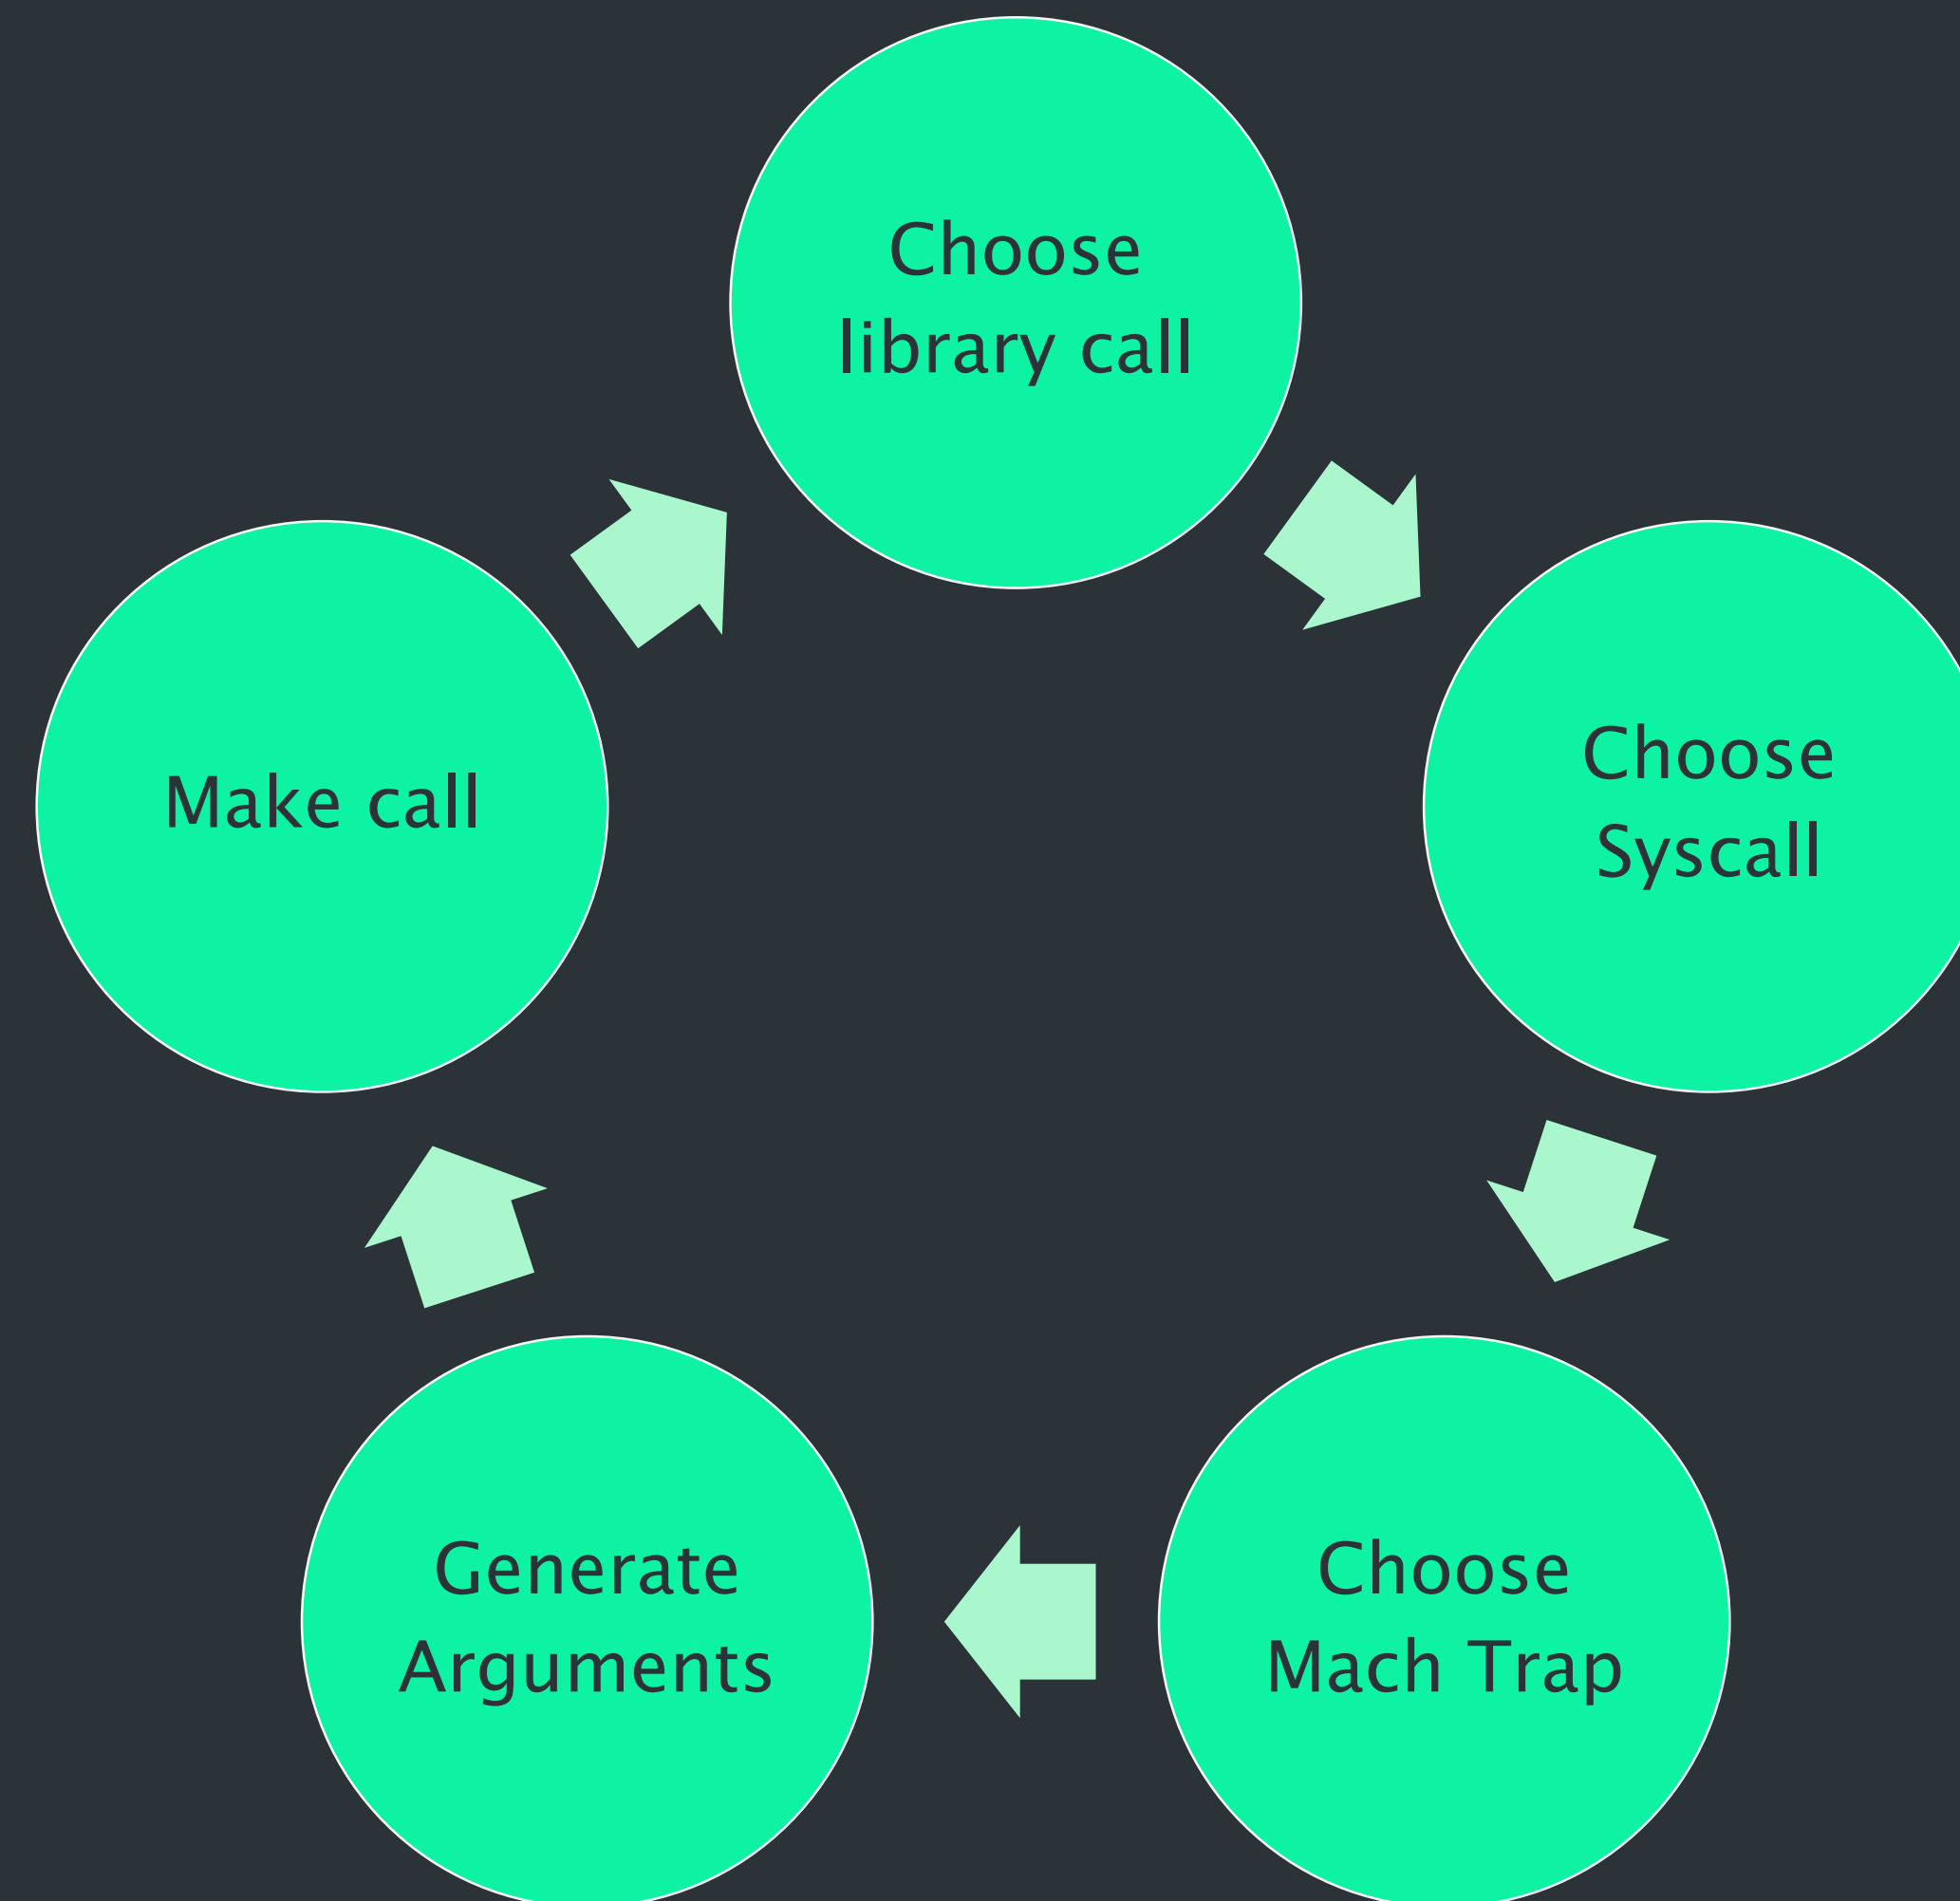 Choose
library call
Choose
Syscall
Choose
Mach Trap
Generate
Arguments
Make call